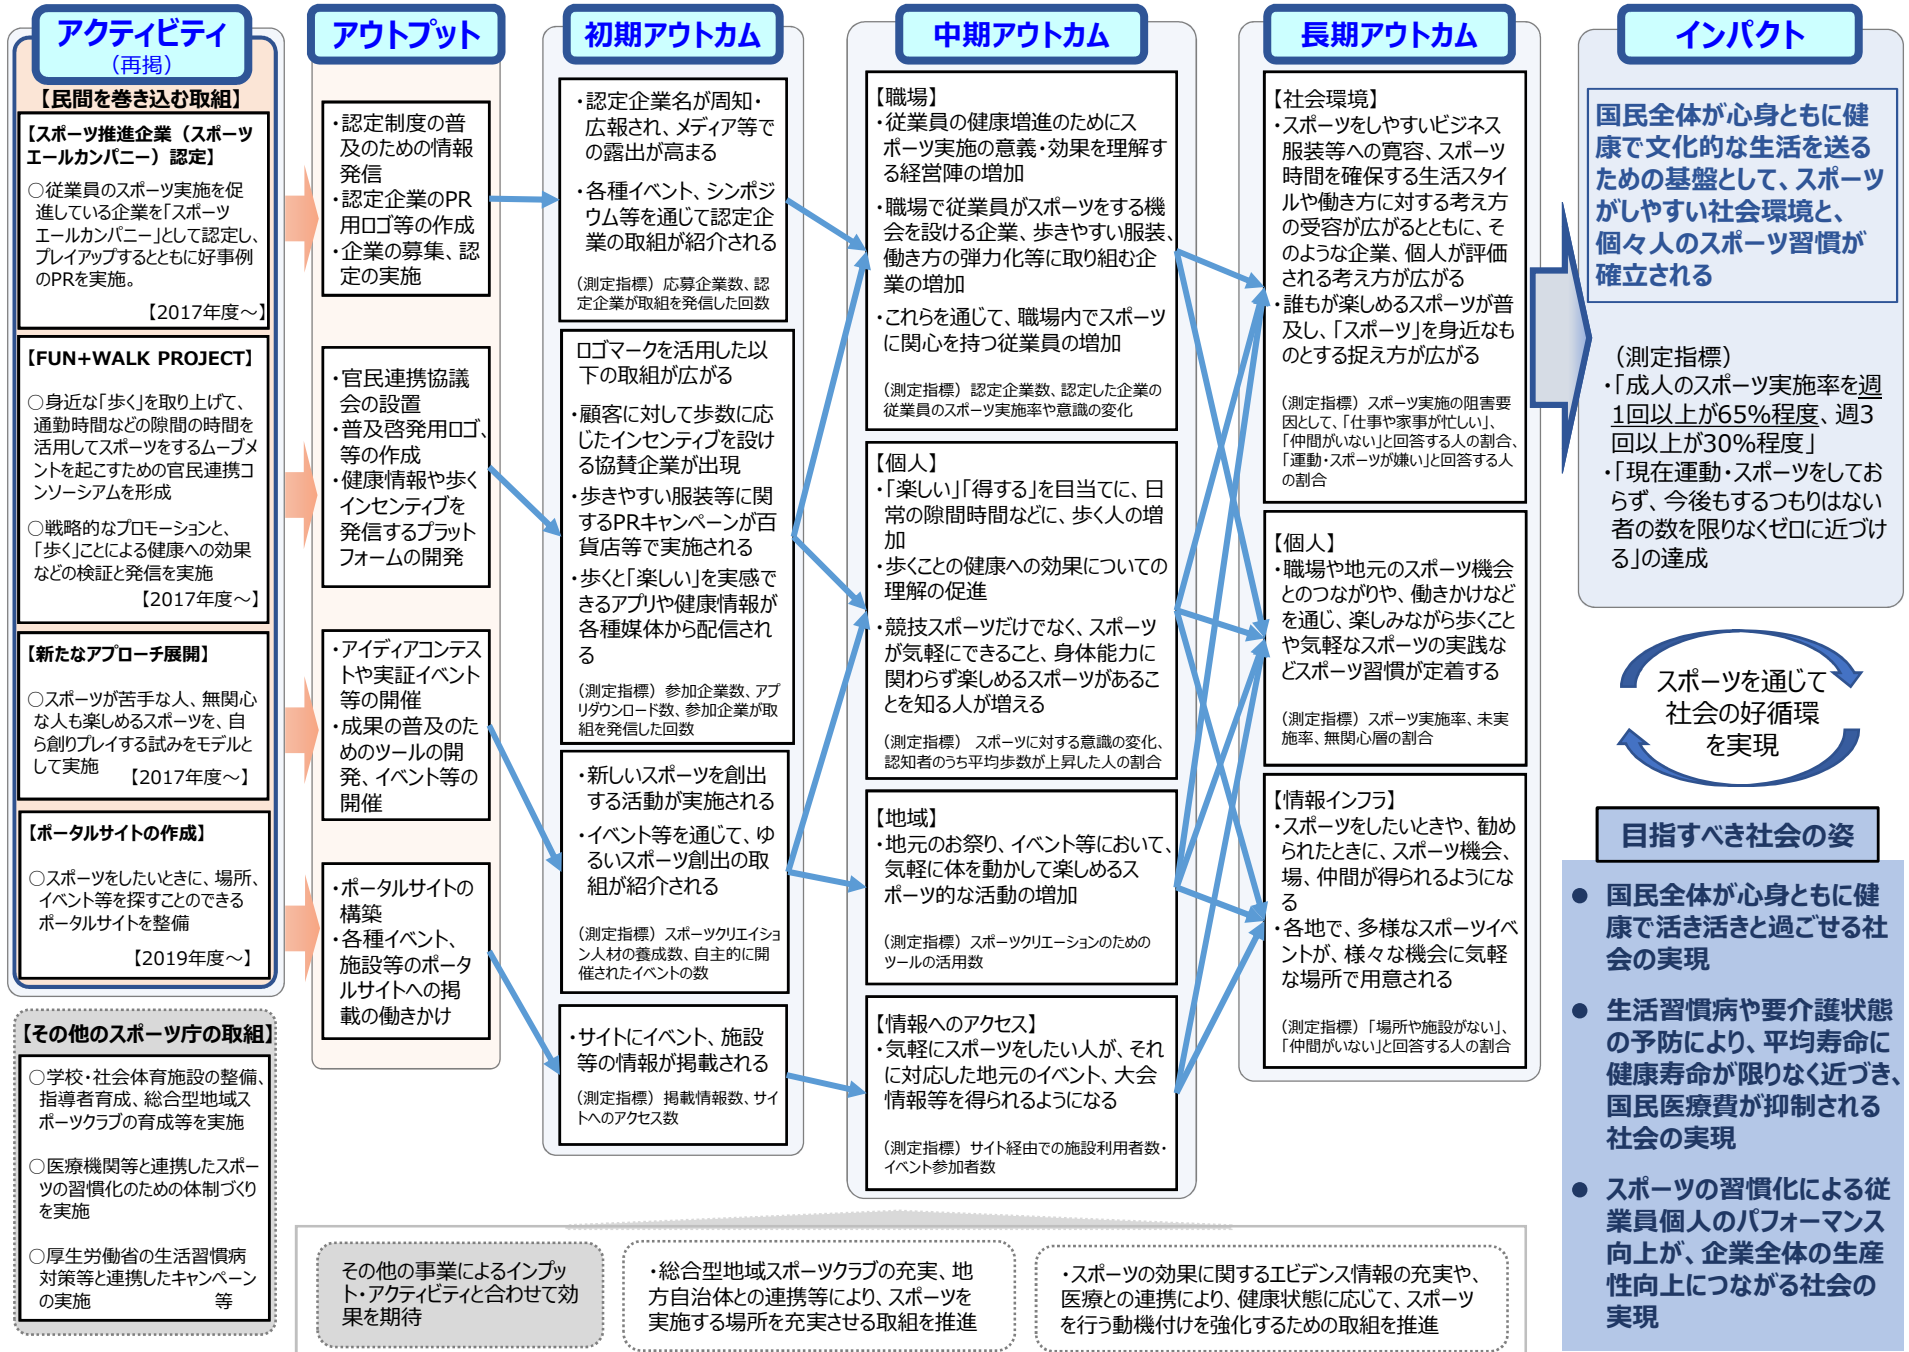 アクティビティ
(再掲)
【民間を巻き込む取組】
【スポーツ推進企業（スポーツ
エールカンパニー）認定】
○従業員のスポーツ実施を促
進している企業を「スポーツ
エールカンパニー」として認定し、
プレイアップするとともに好事例
のPRを実施。
【2017年度～】
【FUN+WALK PROJECT】
○身近な「歩く」を取り上げて、
通勤時間などの隙間の時間を
活用してスポーツをするムーブメ
ントを起こすための官民連携コ
ンソーシアムを形成
○戦略的なプロモーションと、
「歩く」ことによる健康への効果
などの検証と発信を実施
【2017年度～】
【新たなアプローチ展開】
○スポーツが苦手な人、無関心
な人も楽しめるスポーツを、自
ら創りプレイする試みをモデルと
して実施
【2017年度～】
【ポータルサイトの作成】
○スポーツをしたいときに、場所、
イベント等を探すことのできる
ポータルサイトを整備
【2019年度～】
【その他のスポーツ庁の取組】
○学校・社会体育施設の整備、
指導者育成、総合型地域ス
ポーツクラブの育成等を実施
○医療機関等と連携したスポー
ツの習慣化のための体制づくり
を実施
○厚生労働省の生活習慣病
対策等と連携したキャンペーン
の実施 等
アウトプット
・認定制度の普
及のための情報
発信
・認定企業のPR
用ロゴ等の作成
・企業の募集、認
定の実施
・官民連携協議
会の設置
・普及啓発用ロゴ、
等の作成
・健康情報や歩く
インセンティブを
発信するプラット
フォームの開発
・アイディアコンテス
トや実証イベント
等の開催
・成果の普及のた
めのツールの開
発、イベント等の
開催
・ポータルサイトの
構築
・各種イベント、
施設等のポータ
ルサイトへの掲
載の働きかけ
初期アウトカム
・認定企業名が周知・
広報され、メディア等で
の露出が高まる
・各種イベント、シンポジ
ウム等を通じて認定企
業の取組が紹介される
（測定指標）応募企業数、認
定企業が取組を発信した回数
ロゴマークを活用した以
下の取組が広がる
・顧客に対して歩数に応
じたインセンティブを設け
る協賛企業が出現
・歩きやすい服装等に関
するPRキャンペーンが百
貨店等で実施される
・歩くと「楽しい」を実感で
きるアプリや健康情報が
各種媒体から配信され
る
（測定指標）参加企業数、アプ
リダウンロード数、参加企業が取
組を発信した回数
・新しいスポーツを創出
する活動が実施される
・イベント等を通じて、ゆ
るいスポーツ創出の取
組が紹介される
（測定指標）スポーツクリエイショ
ン人材の養成数、自主的に開
催されたイベントの数
・サイトにイベント、施設
等の情報が掲載される
（測定指標）掲載情報数、サイ
トへのアクセス数
中期アウトカム
【職場】
・従業員の健康増進のためにス
ポーツ実施の意義・効果を理解す
る経営陣の増加
・職場で従業員がスポーツをする機
会を設ける企業、歩きやすい服装、
働き方の弾力化等に取り組む企
業の増加
・これらを通じて、職場内でスポーツ
に関心を持つ従業員の増加
（測定指標）認定企業数、認定した企業の
従業員のスポーツ実施率や意識の変化
【個人】
・「楽しい」「得する」を目当てに、日
常の隙間時間などに、歩く人の増
加
・歩くことの健康への効果についての
理解の促進
・競技スポーツだけでなく、スポーツ
が気軽にできること、身体能力に
関わらず楽しめるスポーツがあるこ
とを知る人が増える
（測定指標） スポーツに対する意識の変化、
認知者のうち平均歩数が上昇した人の割合
【地域】
・地元のお祭り、イベント等において、
気軽に体を動かして楽しめるス
ポーツ的な活動の増加
（測定指標）スポーツクリエーションのための
ツールの活用数
【情報へのアクセス】
・気軽にスポーツをしたい人が、それ
に対応した地元のイベント、大会
情報等を得られるようになる
（測定指標）サイト経由での施設利用者数・
イベント参加者数
長期アウトカム
【社会環境】
・スポーツをしやすいビジネス
服装等への寛容、スポーツ
時間を確保する生活スタイ
ルや働き方に対する考え方
の受容が広がるとともに、そ
のような企業、個人が評価
される考え方が広がる
・誰もが楽しめるスポーツが普
及し、「スポーツ」を身近なも
のとする捉え方が広がる
（測定指標）スポーツ実施の阻害要
因として、「仕事や家事が忙しい」、
「仲間がいない」と回答する人の割合、
「運動・スポーツが嫌い」と回答する人
の割合
【個人】
・職場や地元のスポーツ機会
とのつながりや、働きかけなど
を通じ、楽しみながら歩くこと
や気軽なスポーツの実践な
どスポーツ習慣が定着する
（測定指標）スポーツ実施率、未実
施率、無関心層の割合
【情報インフラ】
・スポーツをしたいときや、勧め
られたときに、スポーツ機会、
場、仲間が得られるようにな
る
・各地で、多様なスポーツイベ
ントが、様々な機会に気軽
な場所で用意される
（測定指標）「場所や施設がない」、
「仲間がいない」と回答する人の割合
インパクト
国民全体が心身ともに健
康で文化的な生活を送る
ための基盤として、スポーツ
がしやすい社会環境と、
個々人のスポーツ習慣が
確立される
（測定指標）
・「成人のスポーツ実施率を週
1回以上が65%程度、週3
回以上が30%程度」
・「現在運動・スポーツをしてお
らず、今後もするつもりはない
者の数を限りなくゼロに近づけ
る」の達成
スポーツを通じて
社会の好循環
を実現
目指すべき社会の姿
● 国民全体が心身ともに健
康で活き活きと過ごせる社
会の実現
● 生活習慣病や要介護状態
の予防により、平均寿命に
健康寿命が限りなく近づき、
国民医療費が抑制される
社会の実現
● スポーツの習慣化による従
業員個人のパフォーマンス
向上が、企業全体の生産
性向上につながる社会の
実現
その他の事業によるインプッ
ト・アクティビティと合わせて効
果を期待
・総合型地域スポーツクラブの充実、地
方自治体との連携等により、スポーツを
実施する場所を充実させる取組を推進
・スポーツの効果に関するエビデンス情報の充実や、
医療との連携により、健康状態に応じて、スポーツ
を行う動機付けを強化するための取組を推進